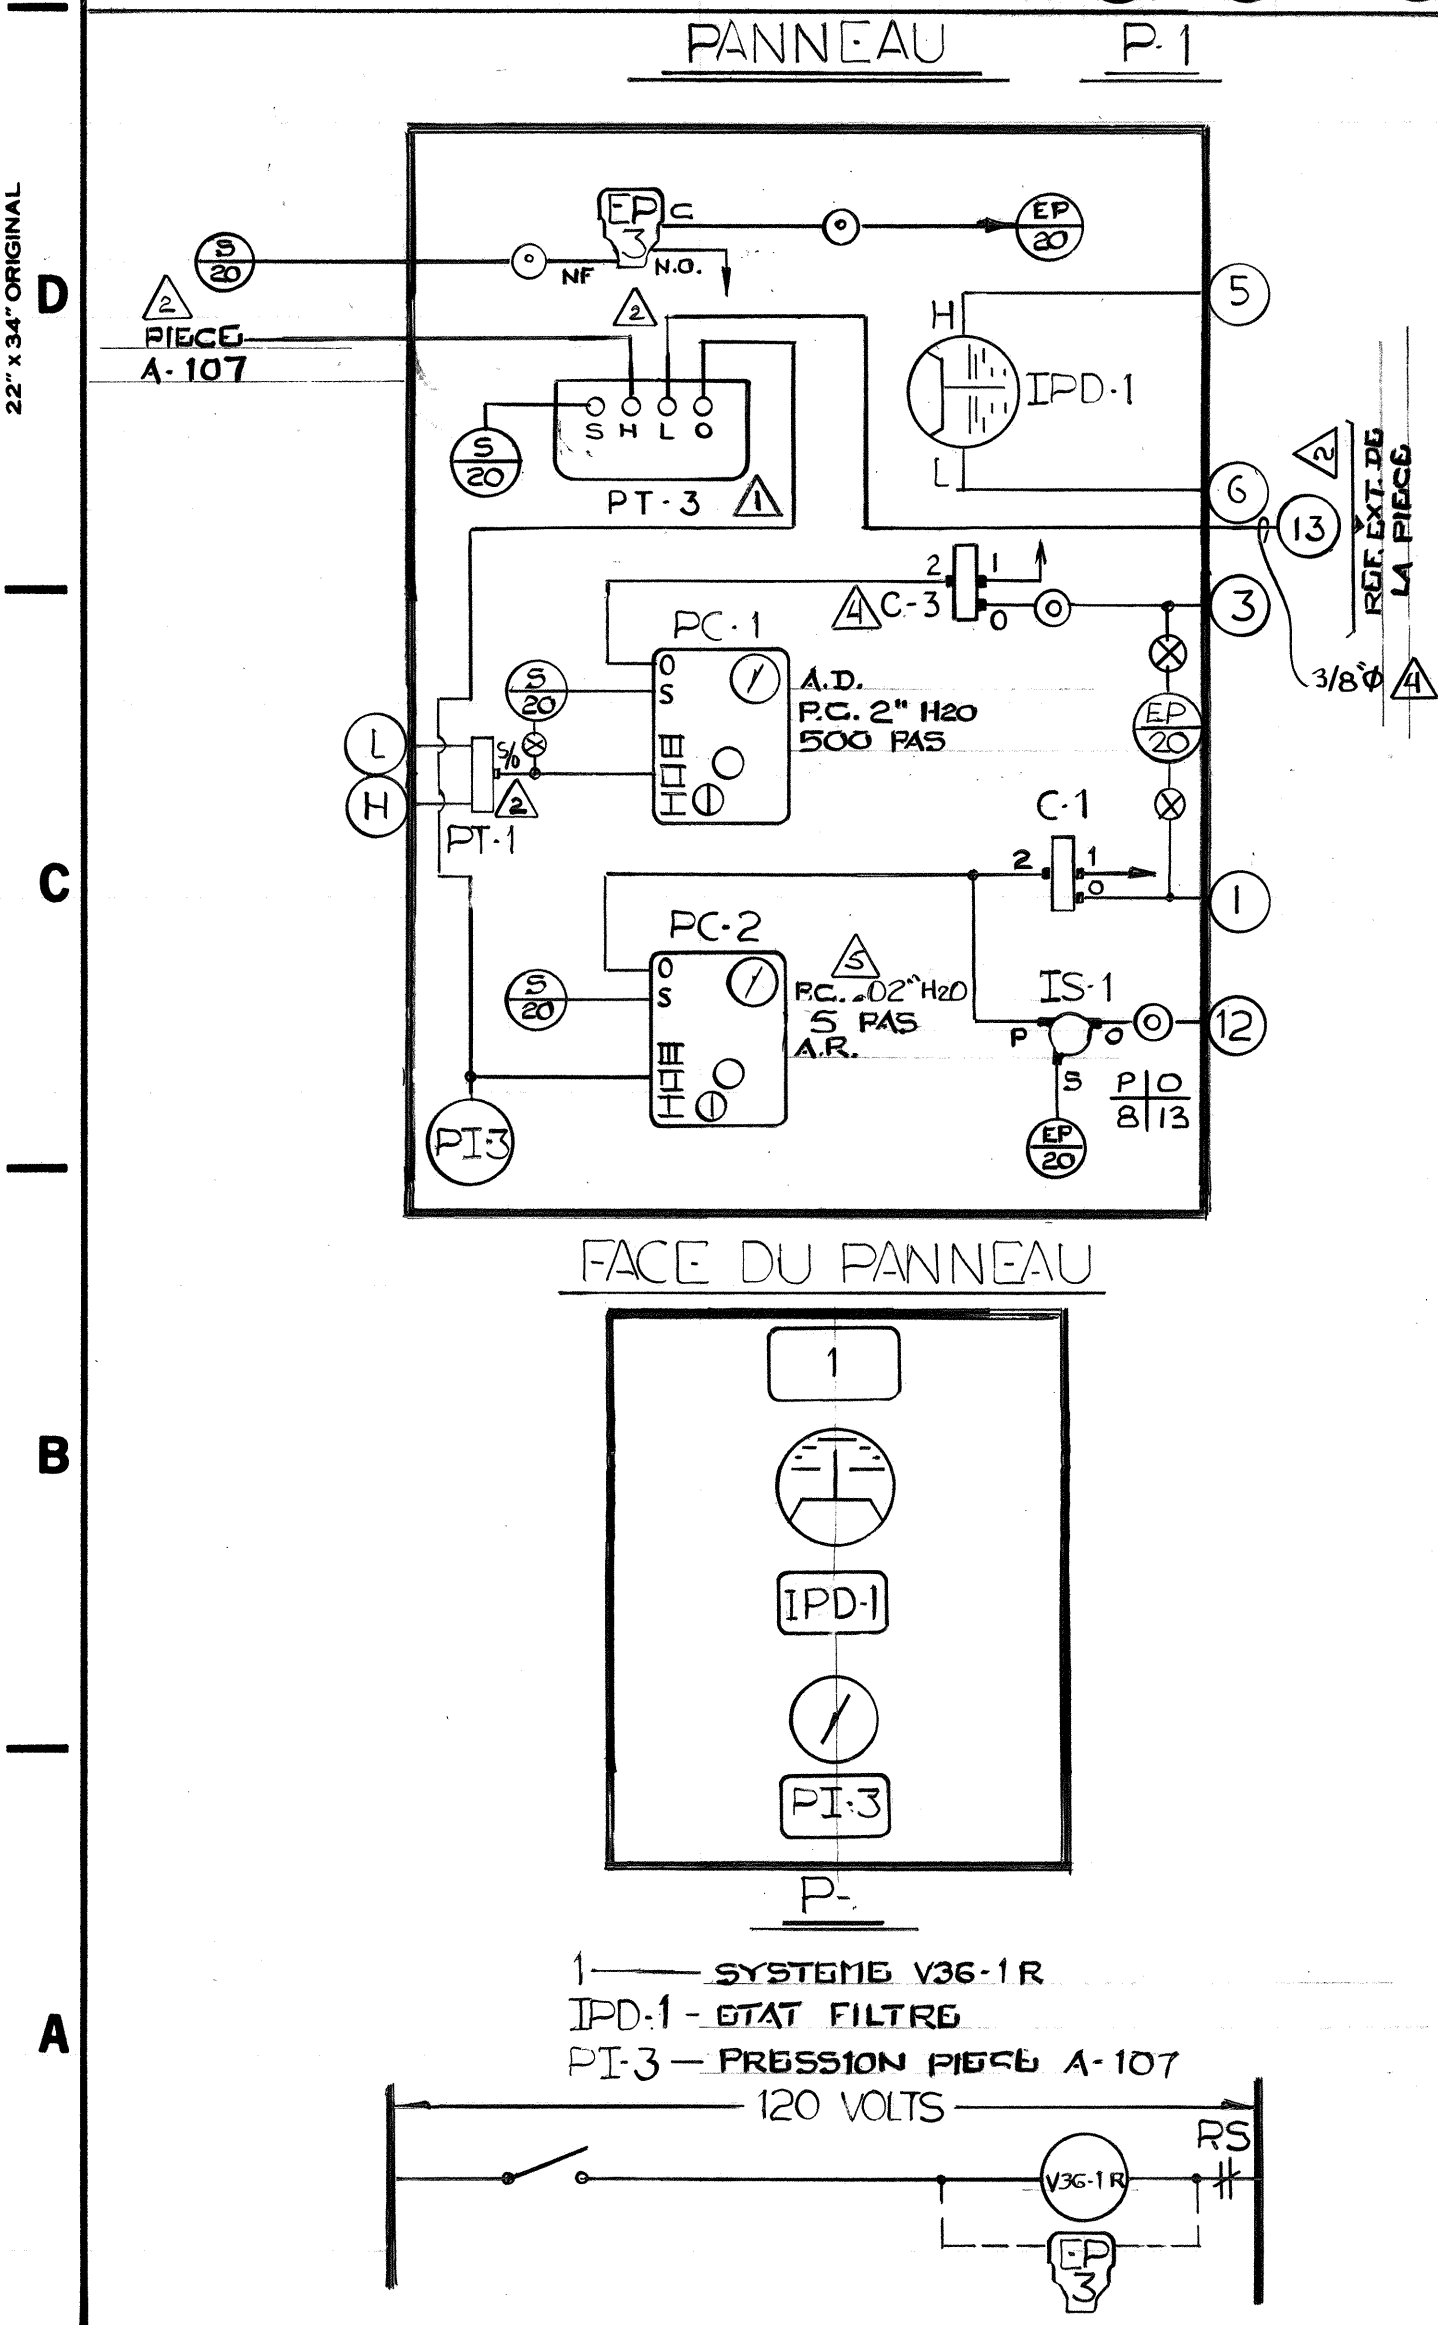 PANNEAU P-1
22" x 34" ORIGINAL
D
C
B
A
EP
3
C
NF
N.O.
EP
20
S
20
2
PIECE
A-107
2
H
IPD-1
L
5
6
13
2
REF. EXT. DE
LA PIECE
3/8"Φ
4
S H L O
S
20
PT-3
1
2
1
0
4
C-3
3
PC-1
O
S
III
II
I
A.D.
P.C. 2" H2O
500 PAS
S
20
S/O
2
L
H
PT-1
EP
20
C-1
2
1
0
1
PC-2
O
S
III
II
I
5
P.C. .02" H2O
5 PAS
A.R.
S
20
IS-1
P
O
S
12
P O
8 13
EP
20
PI-3
FACE DU PANNEAU
1
IPD-1
PI-3
P-
1 — SYSTEME V36-1R
IPD-1 - ETAT FILTRE
PI-3 — PRESSION PIECE A-107
120 VOLTS
RS
V36-1R
EP
3